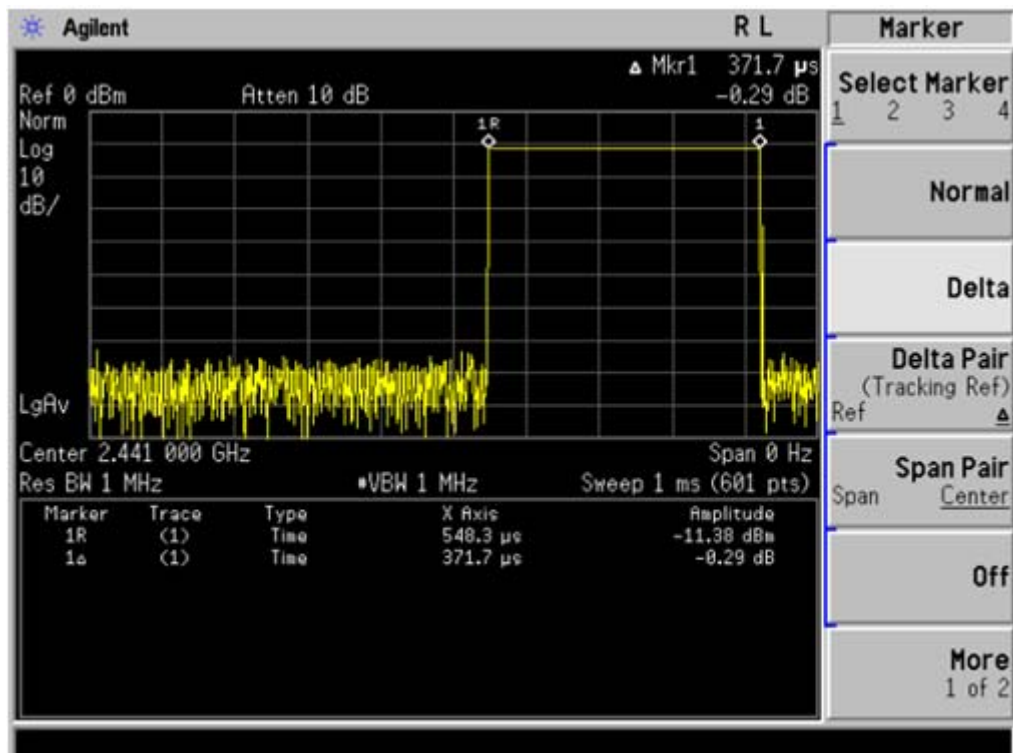 Agilent R L Marker
Δ Mkr1 371.7 µs
Ref 0 dBm Atten 10 dB -0.29 dB
Norm
Log
10
dB/
1R 1
LgAv
Center 2.441 000 GHz Span 0 Hz
Res BW 1 MHz #VBW 1 MHz Sweep 1 ms (601 pts)
Marker Trace Type X Axis Amplitude
1R (1) Time 548.3 µs -11.38 dBm
1Δ (1) Time 371.7 µs -0.29 dB
Select Marker
1 2 3 4
Normal
Delta
Delta Pair
(Tracking Ref)
Ref Δ
Span Pair
Span Center
Off
More
1 of 2